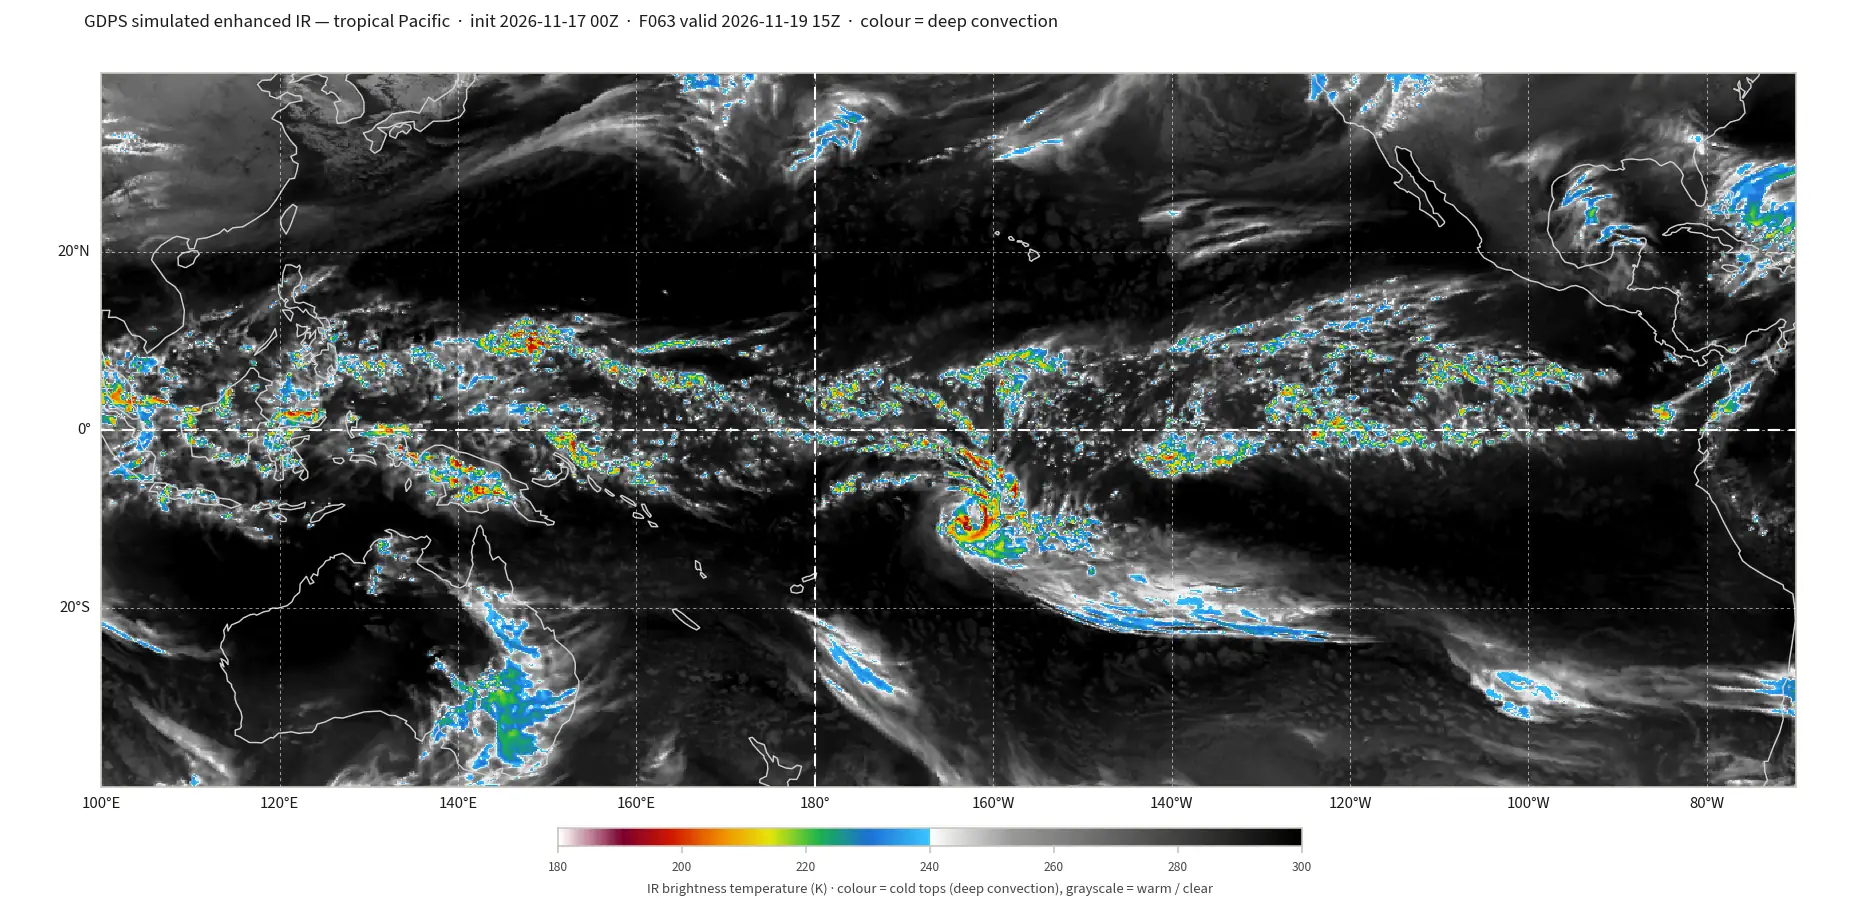 GDPS simulated enhanced IR — tropical Pacific · init 2026-11-17 00Z · F063 valid 2026-11-19 15Z · colour = deep convection
20°N
0°
20°S
100°E 120°E 140°E 160°E 180° 160°W 140°W 120°W 100°W 80°W
180 200 220 240 260 280 300
IR brightness temperature (K) · colour = cold tops (deep convection), grayscale = warm / clear